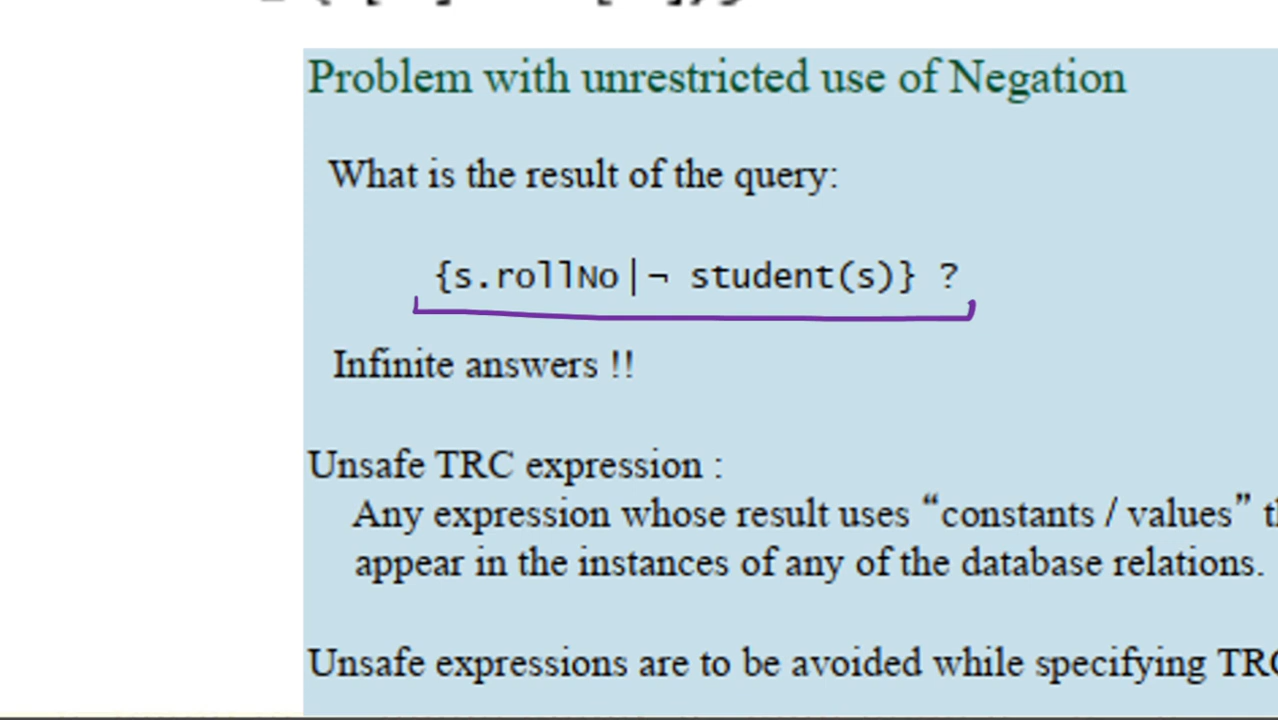 Problem with unrestricted use of Negation
What is the result of the query:
{s.rollNo|¬ student(s)} ?
Infinite answers !!
Unsafe TRC expression :
Any expression whose result uses “constants / values”
appear in the instances of any of the database relations.
Unsafe expressions are to be avoided while specifying TRC